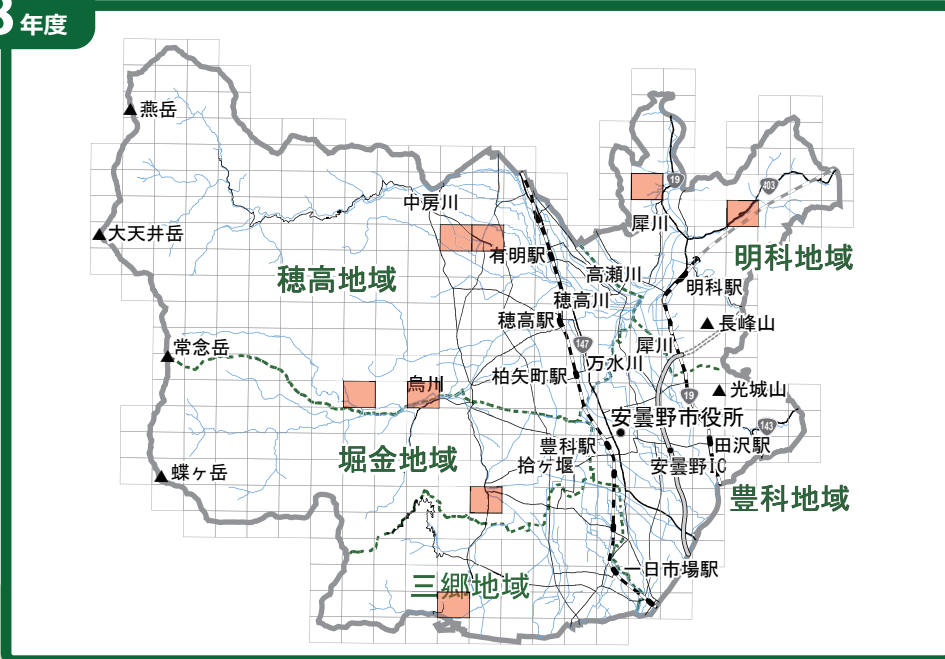 3年度
▲燕岳
19
403
中房川
犀川
▲大天井岳
有明駅
明科地域
高瀬川
穂高地域
明科駅
穂高川
穂高駅
▲長峰山
147
犀川
▲常念岳
万水川
柏矢町駅
烏川
▲光城山
19
安曇野市役所
143
豊科駅
田沢駅
堀金地域
拾ヶ堰
安曇野IC
▲蝶ヶ岳
豊科地域
一日市場駅
三郷地域